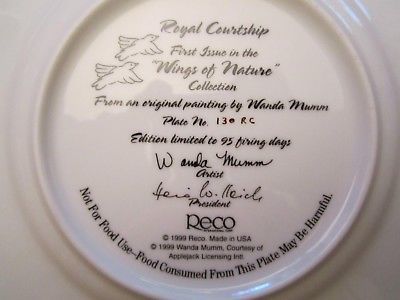 Royal Courtship
First Issue in the
"Wings of Nature"
Collection
From an original painting by Wanda Mumm
Plate No. 130 RC
Edition limited to 95 firing days
Wanda Mumm
Artist
President
Reco
© 1999 Reco. Made in USA
© 1999 Wanda Mumm, Courtesy of
Applejack Licensing Intl.
Not For Food Use–Food Consumed From This Plate May Be Harmful.